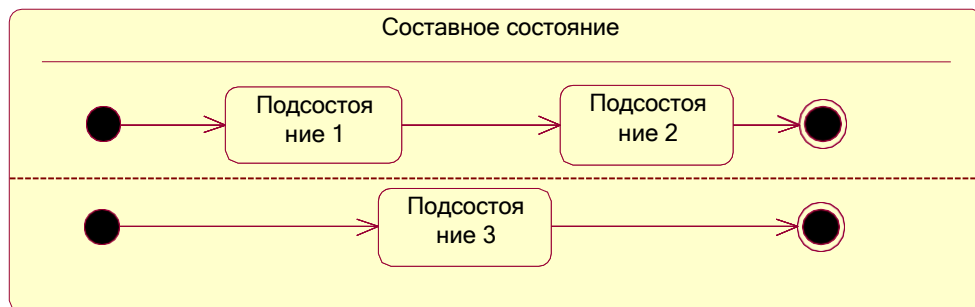 Составное состояние
Подсостоя
ние 1
Подсостоя
ние 2
Подсостоя
ние 3